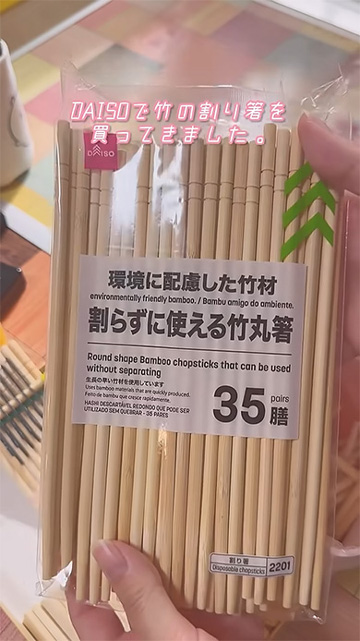 DAISOで竹の割り箸を
買ってきました。
DAISO
環境に配慮した竹材
environmentally friendly bamboo. / Bambu amigo do ambiente.
割らずに使える竹丸箸
Round shape Bamboo chopsticks that can be used
without separating
生長の早い竹材を使用しています
Uses bamboo materials that are quickly produced.
Feito de bambu que cresce rapidamente.
HASHI DESCARTÁVEL REDONDO QUE PODE SER
UTILIZADO SEM QUEBRAR - 35 PARES
35 pairs 膳
割り箸
Disposable chopsticks
2201